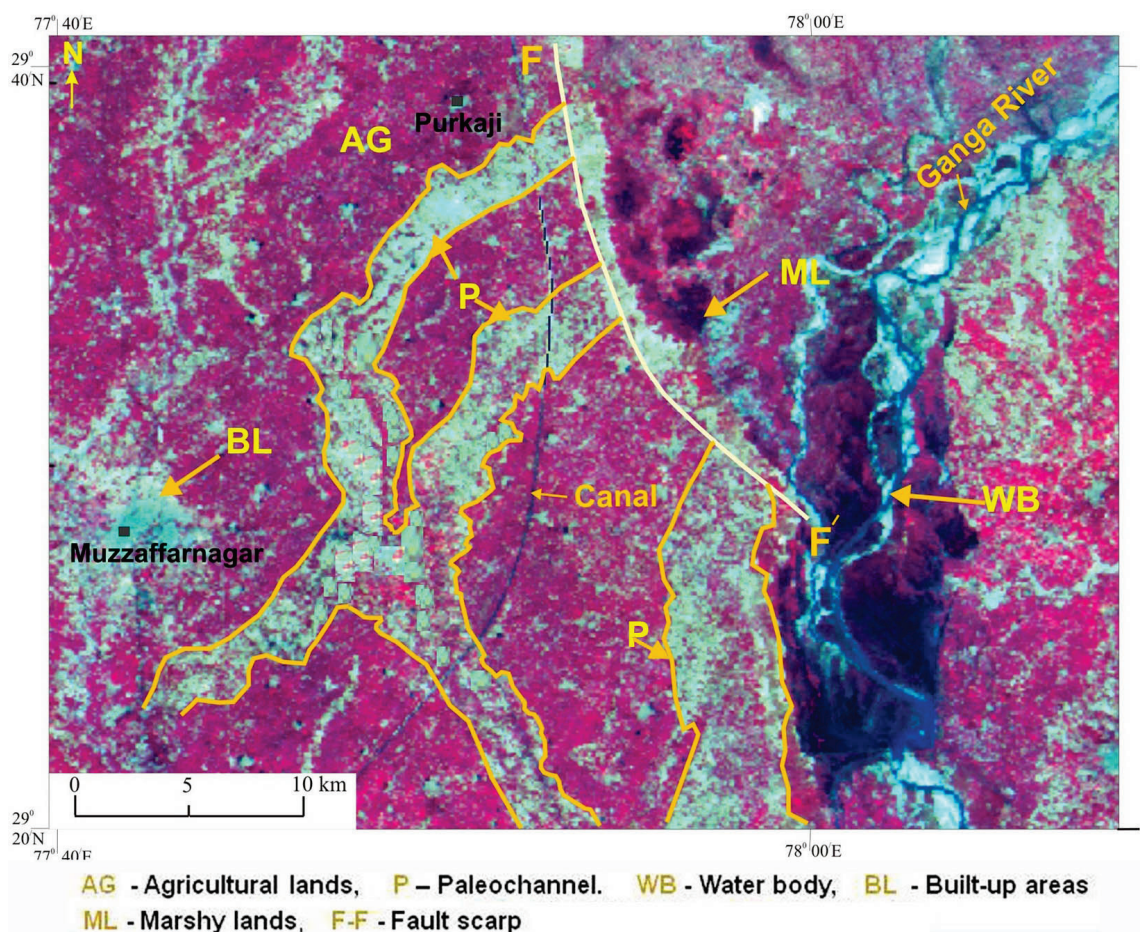 77° 40'E 78° 00'E
29°
40'N
N
F
Purkaji
AG
Ganga River
ML
P
BL
Canal
WB
F'
Muzzaffarnagar
P
0 5 10 km
29°
20'N
77° 40'E 78° 00'E
AG - Agricultural lands, P – Paleochannel. WB - Water body, BL - Built-up areas
ML - Marshy lands, F-F - Fault scarp